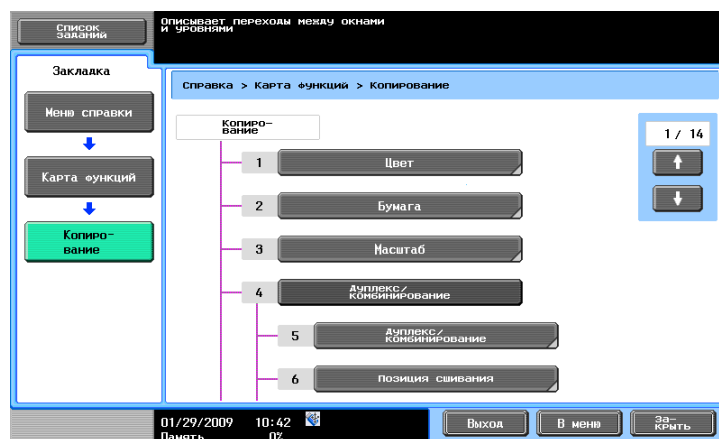 Список
заданий
Описывает переходы между окнами
и уровнями
Закладка
Меню справки
Карта функций
Копиро-
вание
Справка > Карта функций > Копирование
Копиро-
вание
1 / 14
1 Цвет
2 Бумага
3 Масштаб
4 Дуплекс/
комбинирование
5 Дуплекс/
комбинирование
6 Позиция сшивания
01/29/2009 10:42
Память 0%
Выход
В меню
За-
крыть